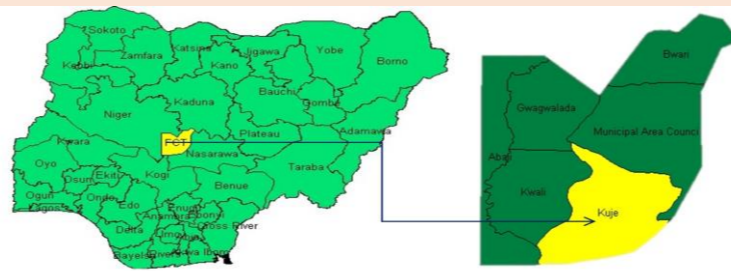 Sokoto
Zamfara
Katsina
Jigawa
Yobe
Borno
Kebbi
Kano
Kaduna
Bauchi
Gombe
Niger
Adamawa
FCT
Plateau
Nasarawa
Kwara
Taraba
Oyo
Kogi
Benue
Ekiti
Osun
Ondo
Edo
Ogun
Lagos
Enugu
Anambra
Ebonyi
Cross River
Delta
Imo
Abia
Bayelsa
Rivers
Akwa Ibom
Bwari
Gwagwalada
Municipal Area Counci
Abaji
Kwali
Kuje